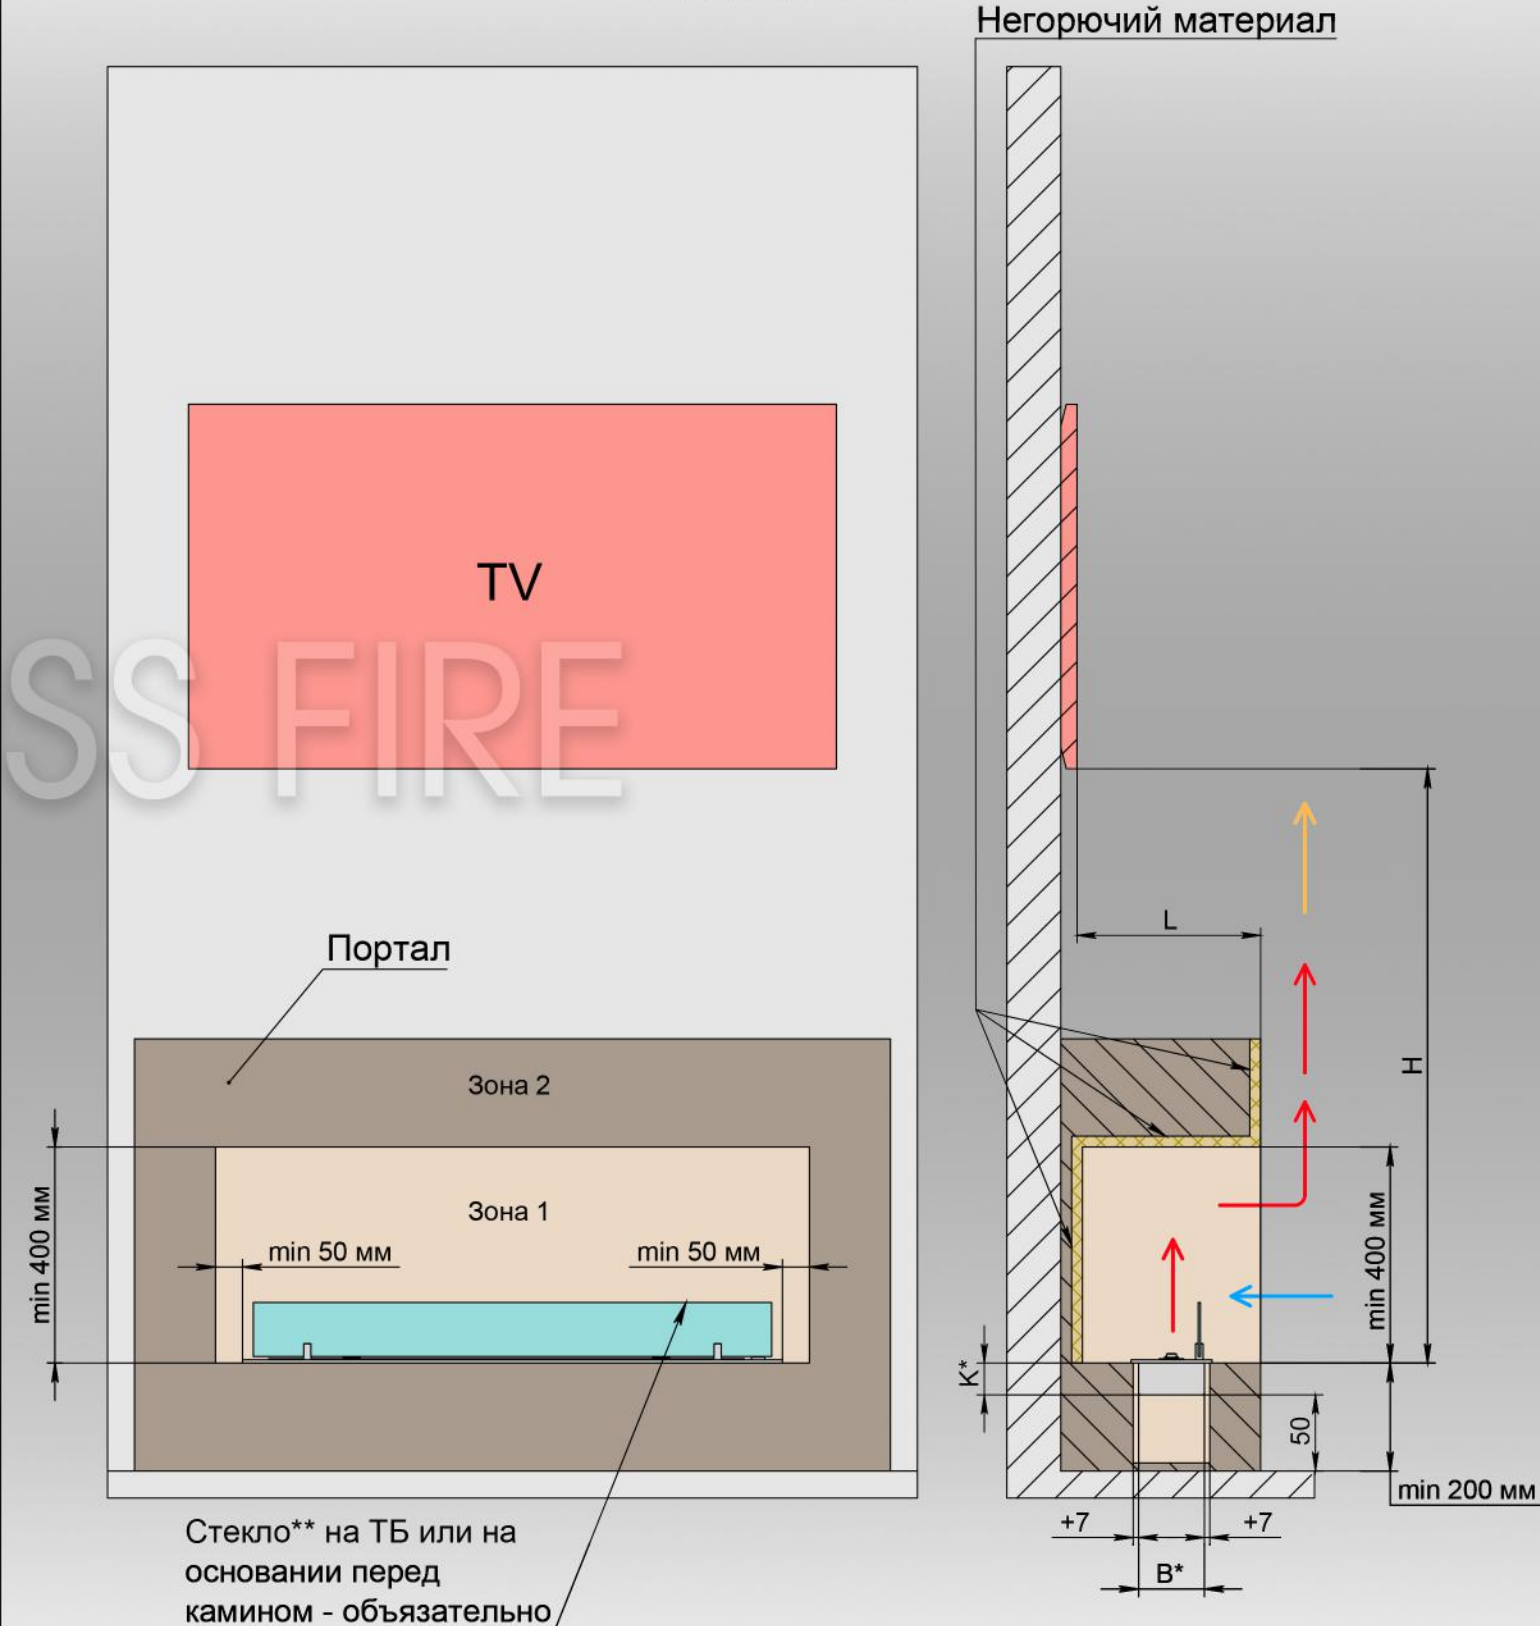 Негорючий материал
TV
SS FIRE
L
Портал
H
Зона 2
Зона 1
min 50 мм
min 50 мм
min 400 мм
min 400 мм
K*
50
min 200 мм
+7
+7
B*
Стекло** на ТБ или на
основании перед
камином - объязательно